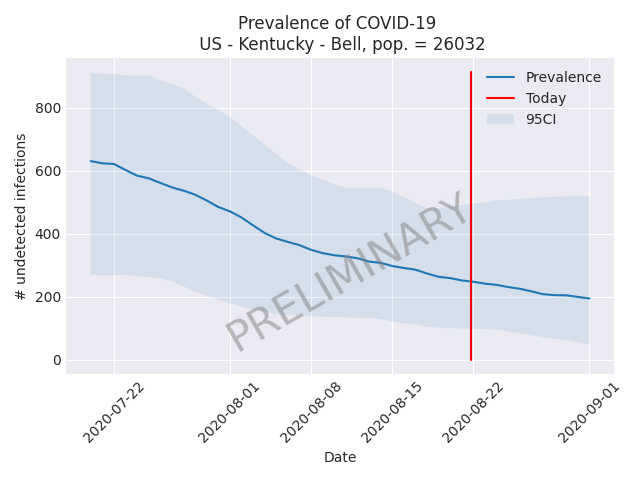 Prevalence of COVID-19
US - Kentucky - Bell, pop. = 26032
Prevalence
Today
95CI
# undetected infections
800
600
400
200
0
PRELIMINARY
2020-07-22
2020-08-01
2020-08-08
2020-08-15
2020-08-22
2020-09-01
Date